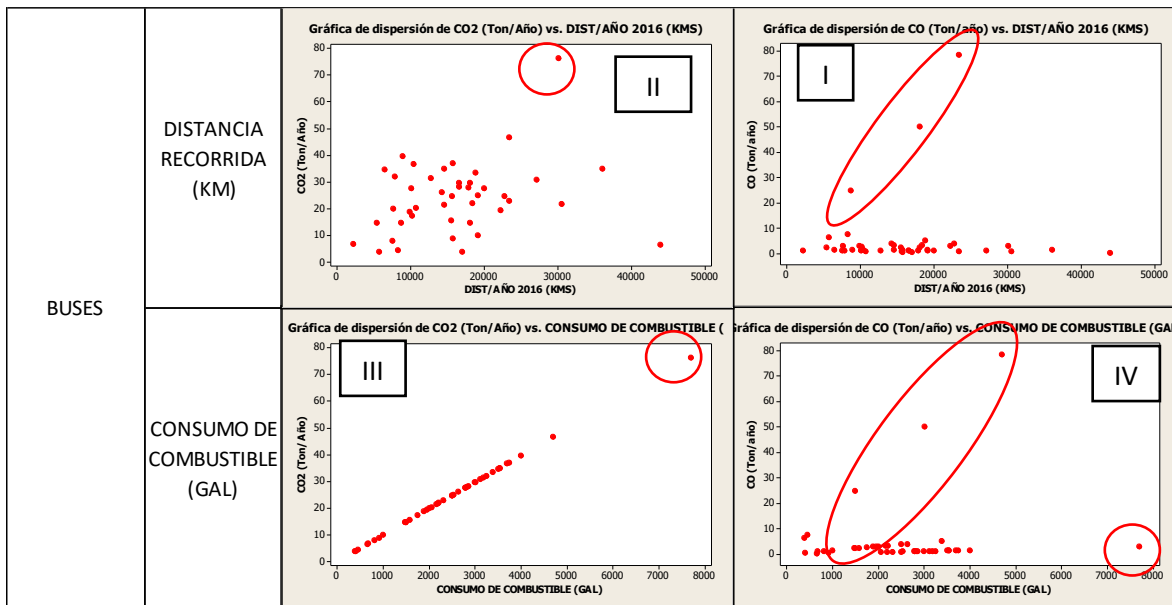 BUSES
DISTANCIA
RECORRIDA
(KM)
Gráfica de dispersión de CO2 (Ton/Año) vs. DIST/AÑO 2016 (KMS)
II
CO2 (Ton/Año)
80
70
60
50
40
30
20
10
0
0 10000 20000 30000 40000 50000
DIST/AÑO 2016 (KMS)
Gráfica de dispersión de CO (Ton/año) vs. DIST/AÑO 2016 (KMS)
I
CO (Ton/año)
80
70
60
50
40
30
20
10
0
0 10000 20000 30000 40000 50000
DIST/AÑO 2016 (KMS)
CONSUMO DE
COMBUSTIBLE
(GAL)
Gráfica de dispersión de CO2 (Ton/Año) vs. CONSUMO DE COMBUSTIBLE (
III
CO2 (Ton/Año)
80
70
60
50
40
30
20
10
0
0 1000 2000 3000 4000 5000 6000 7000 8000
CONSUMO DE COMBUSTIBLE (GAL)
Gráfica de dispersión de CO (Ton/año) vs. CONSUMO DE COMBUSTIBLE (GAL
IV
CO (Ton/año)
80
70
60
50
40
30
20
10
0
0 1000 2000 3000 4000 5000 6000 7000 8000
CONSUMO DE COMBUSTIBLE (GAL)